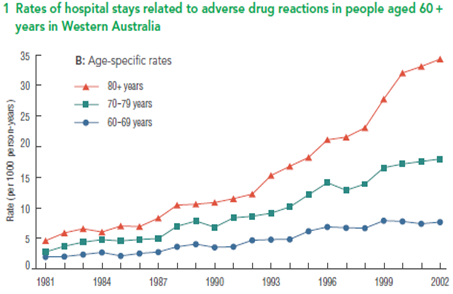 1 Rates of hospital stays related to adverse drug reactions in people aged 60 +
years in Western Australia
B: Age-specific rates
80+ years
70-79 years
60-69 years
Rate (per 1000 person-years)
35
30
25
20
15
10
5
0
1981 1984 1987 1990 1993 1996 1999 2002